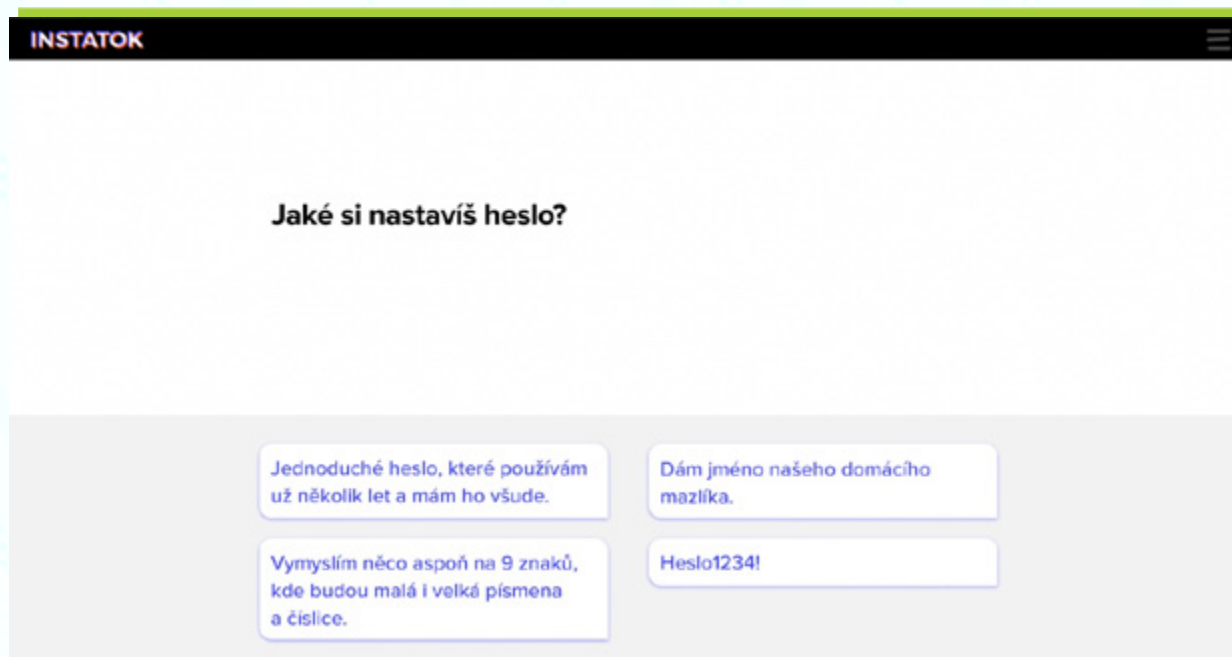 INSTATOK
Jaké si nastavíš heslo?
Jednoduché heslo, které používám
už několik let a mám ho všude.
Dám jméno našeho domácího
mazlíka.
Vymyslím něco aspoň na 9 znaků,
kde budou malá i velká písmena
a číslice.
Heslo1234!